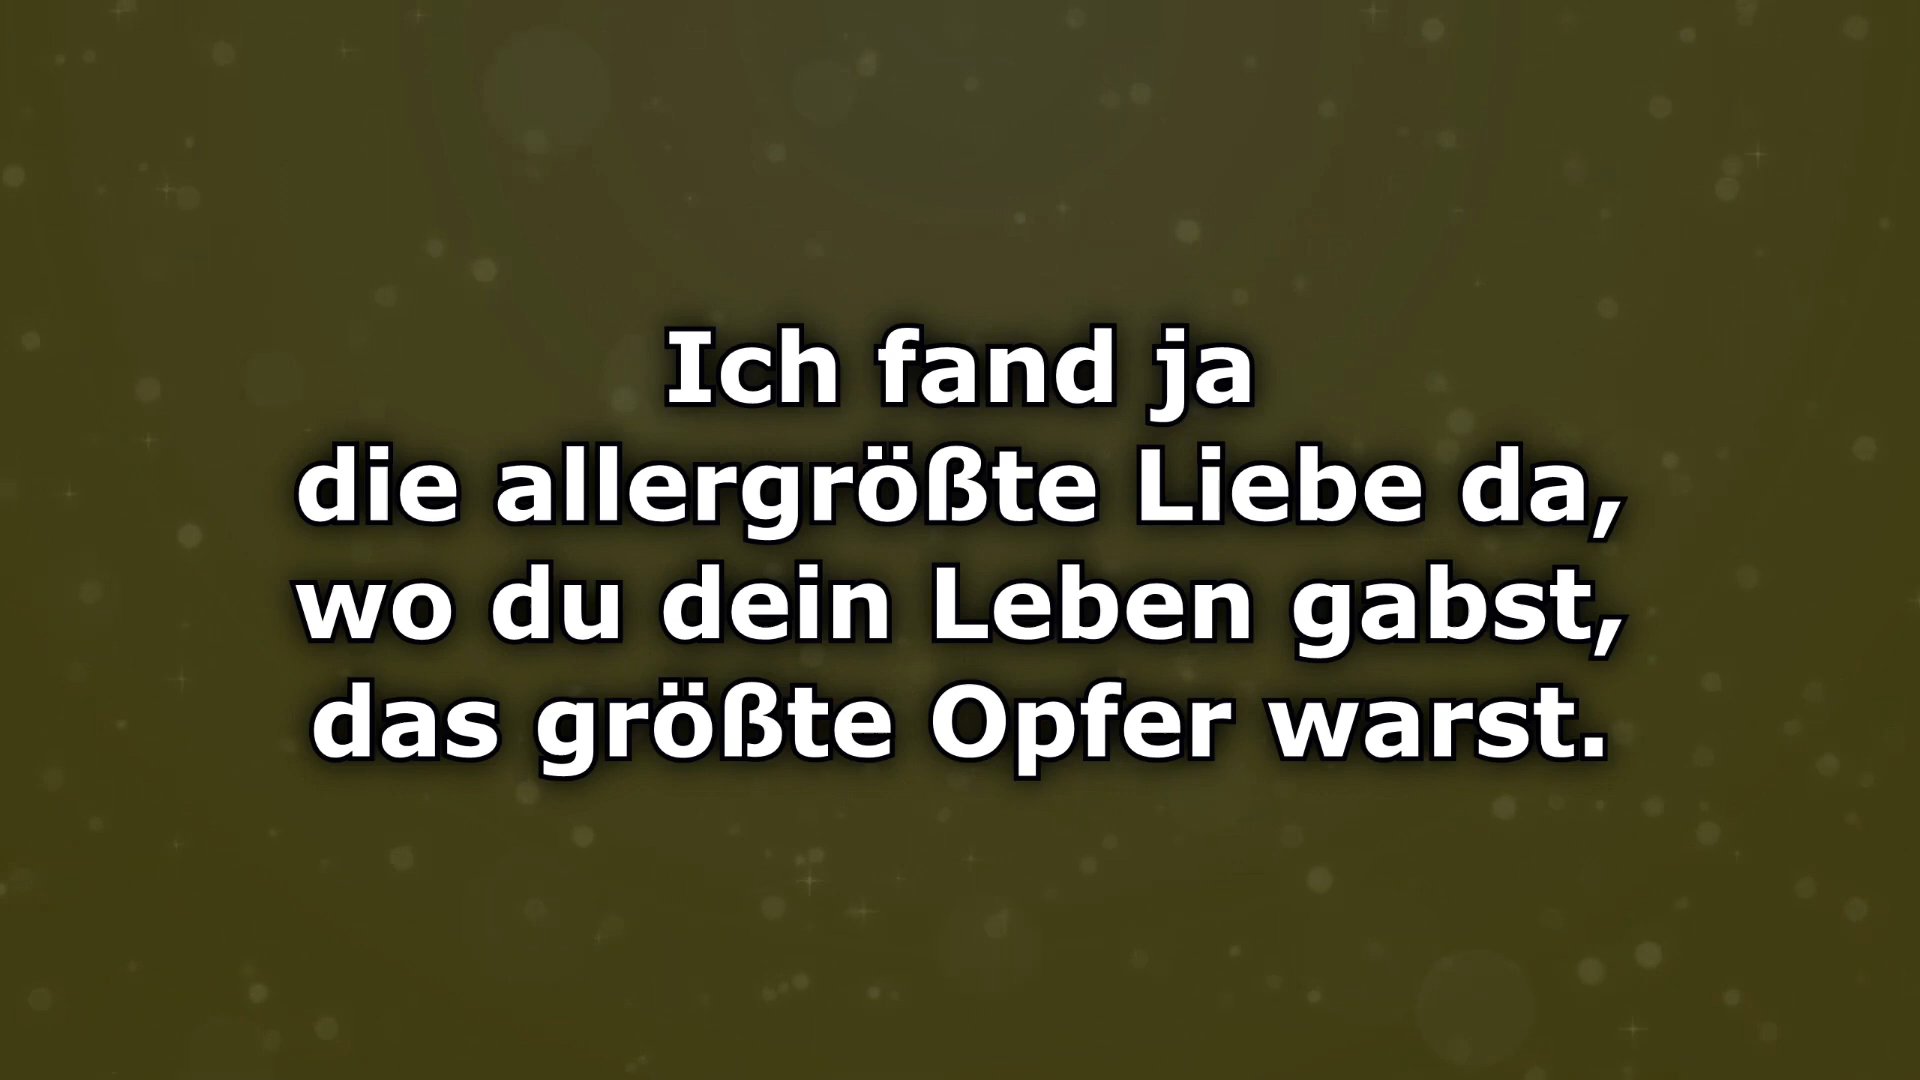 Ich fand ja
die allergrößte Liebe da,
wo du dein Leben gabst,
das größte Opfer warst.